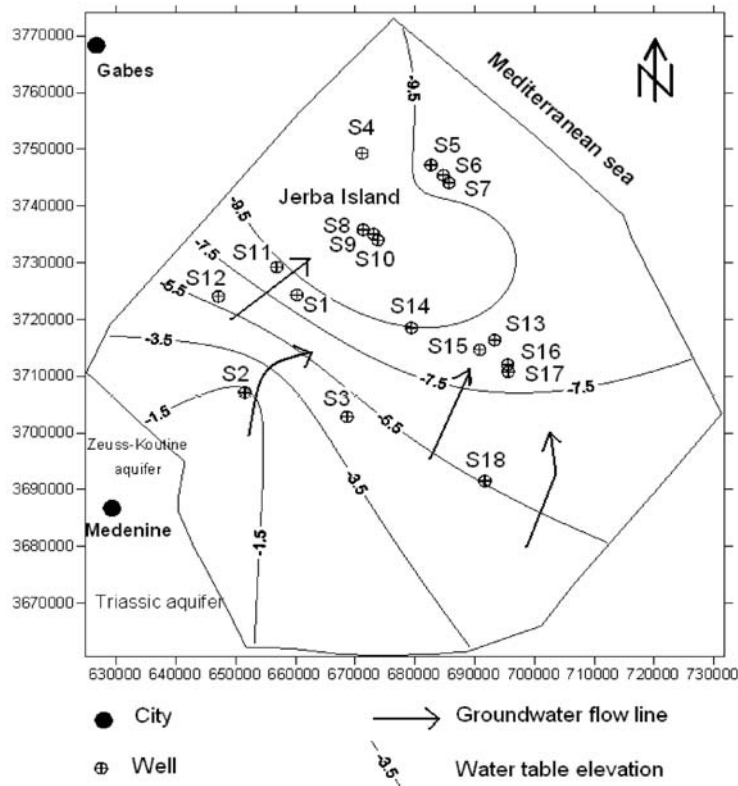 3770000
3760000
3750000
3740000
3730000
3720000
3710000
3700000
3690000
3680000
3670000
Gabes
Mediterranean sea
N
-9.5
S4
S5
S6
S7
Jerba Island
S8
S9
S10
-9.5
-7.5
S11
S12
-5.5
S1
S14
S13
S15
S16
S17
-3.5
-7.5
-7.5
S2
-1.5
S3
-5.5
Zeuss-Koutine
aquifer
S18
-3.5
Medenine
-1.5
Triassic aquifer
630000 640000 650000 660000 670000 680000 690000 700000 710000 720000 730000
City
Groundwater flow line
Well
-3.5
Water table elevation